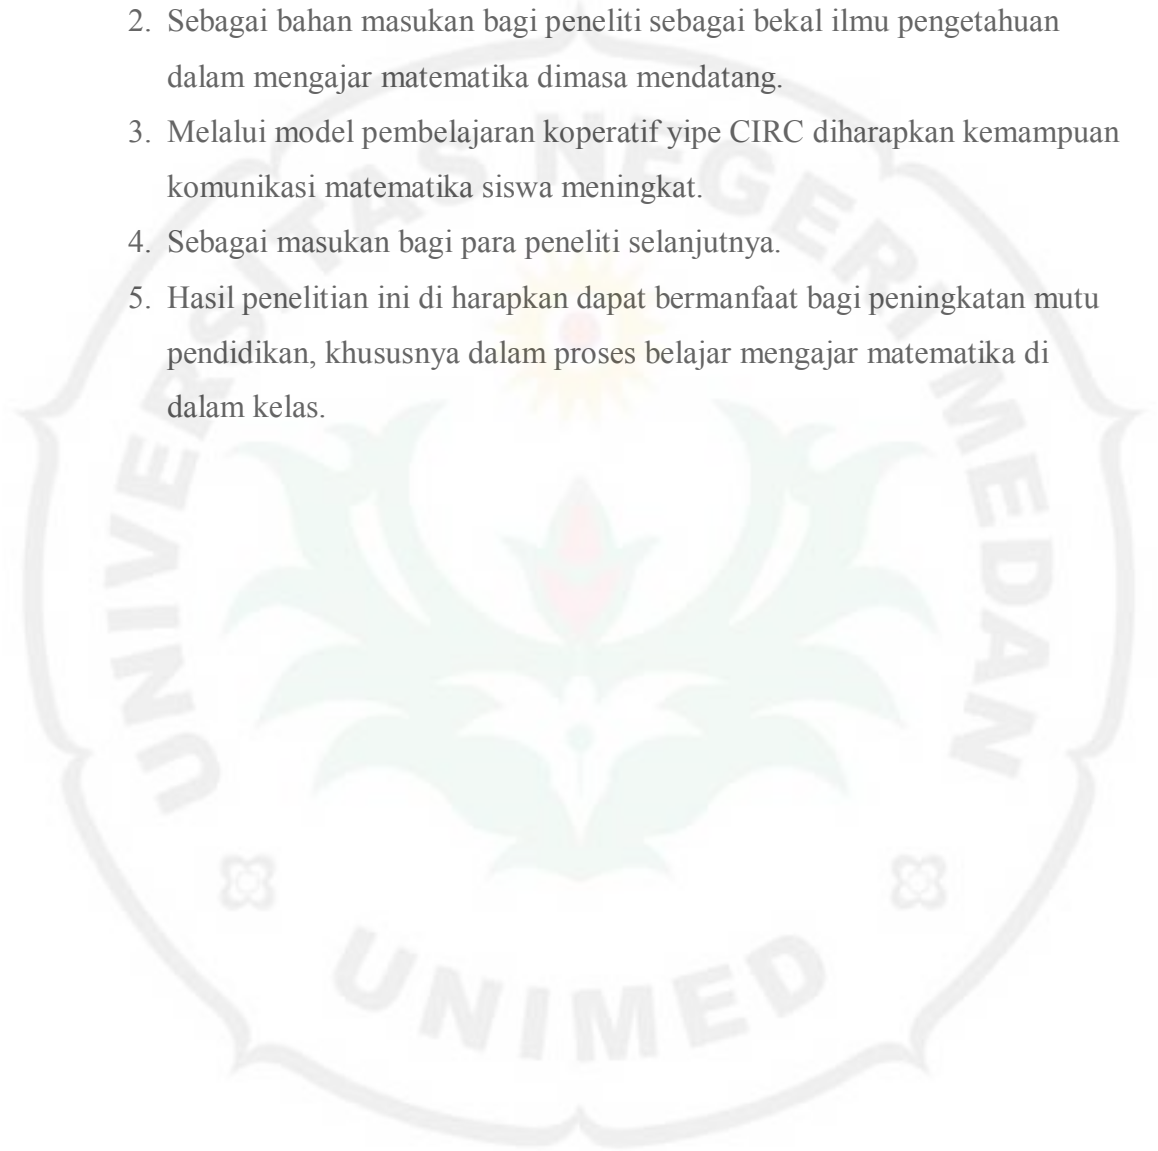 2. Sebagai bahan masukan bagi peneliti sebagai bekal ilmu pengetahuan
dalam mengajar matematika dimasa mendatang.
3. Melalui model pembelajaran koperatif yipe CIRC diharapkan kemampuan
komunikasi matematika siswa meningkat.
4. Sebagai masukan bagi para peneliti selanjutnya.
5. Hasil penelitian ini di harapkan dapat bermanfaat bagi peningkatan mutu
pendidikan, khususnya dalam proses belajar mengajar matematika di
dalam kelas.
UNIVERSITAS NEGERI MEDAN
UNIMED